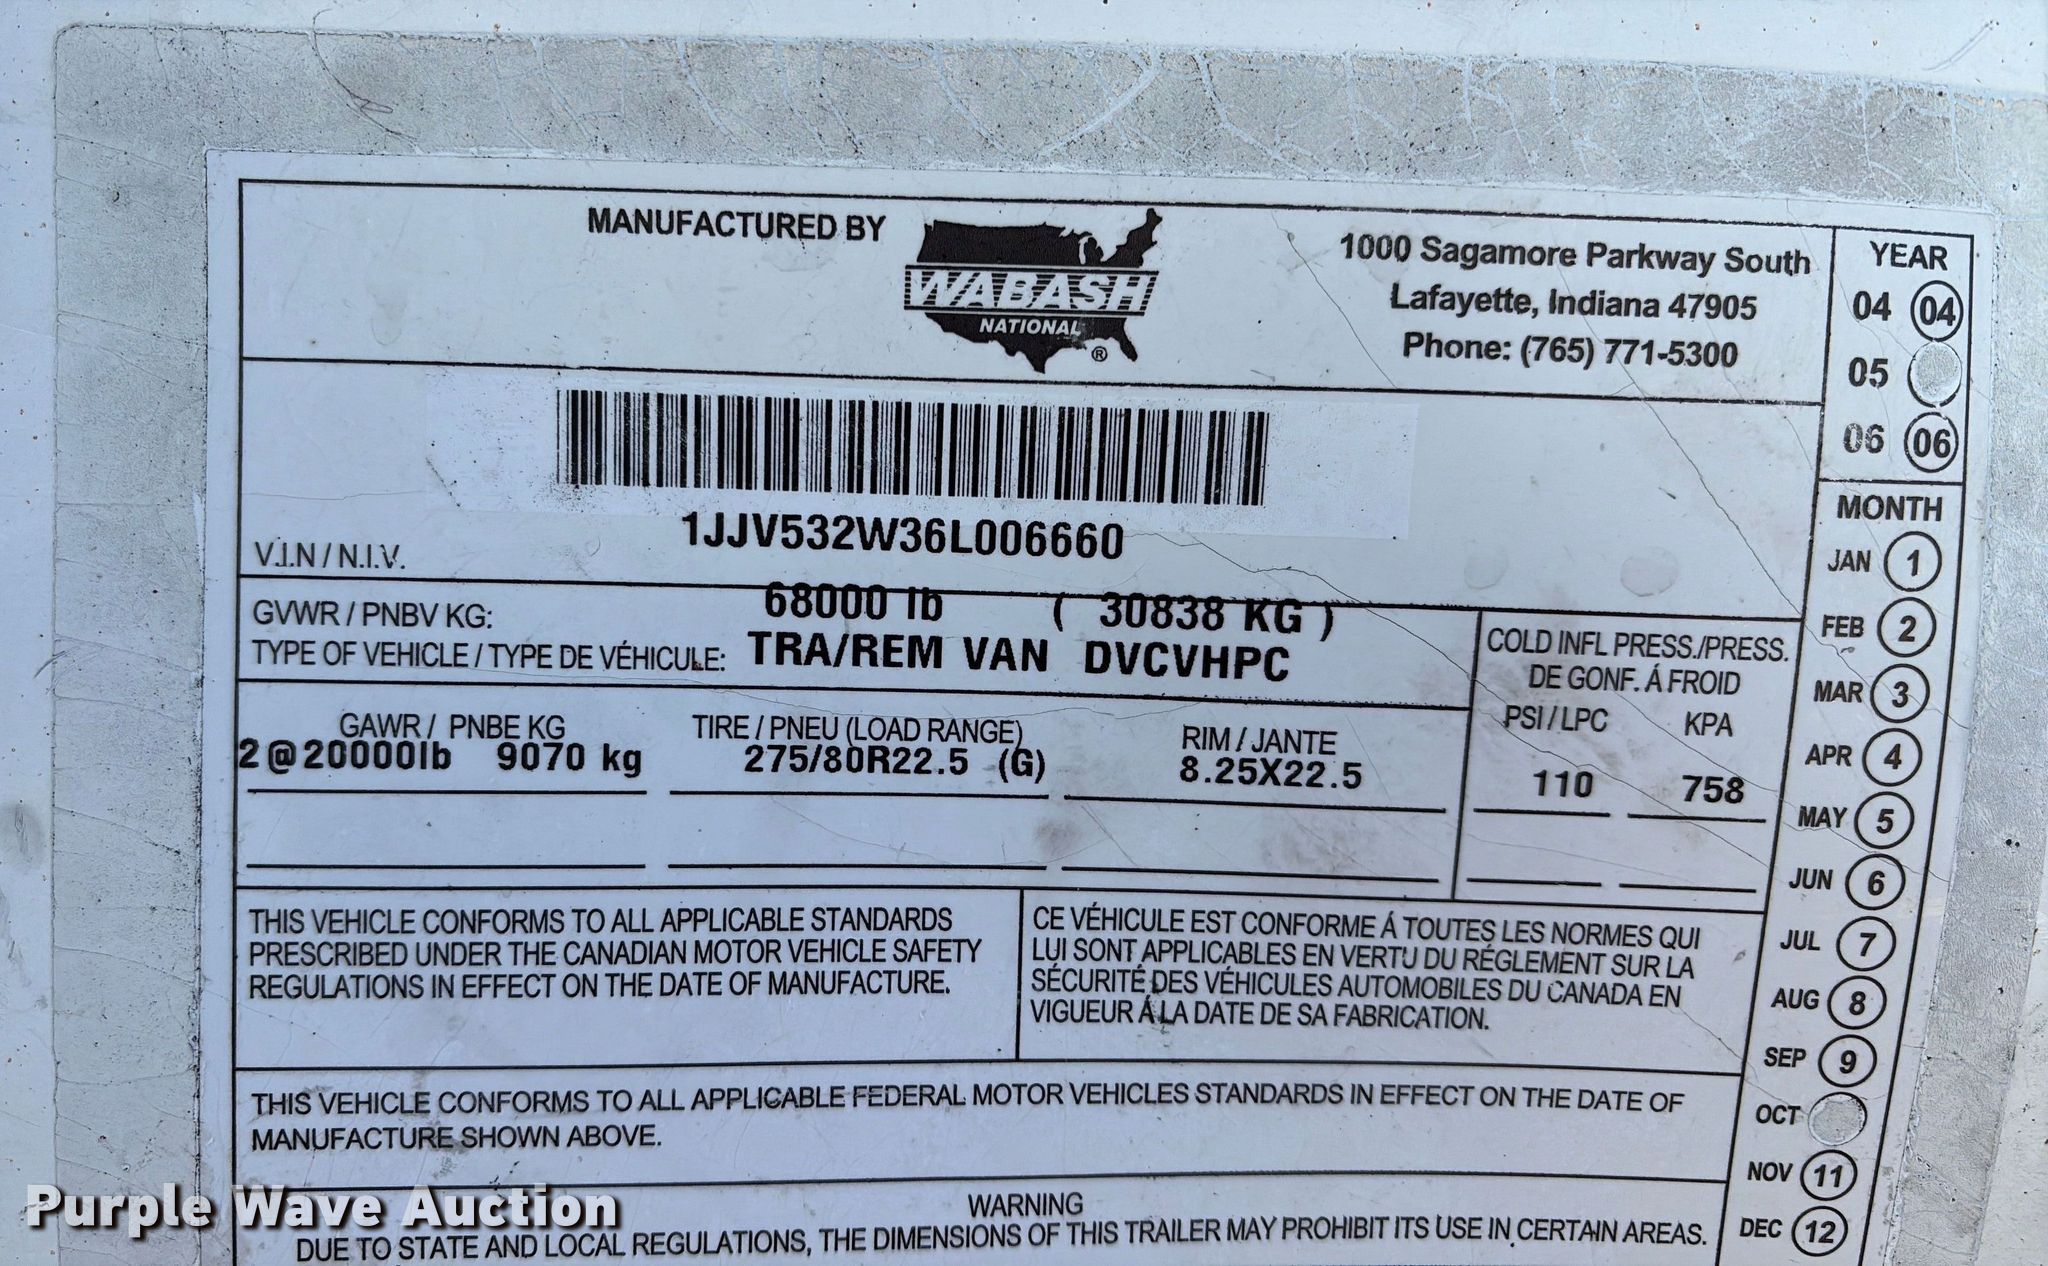 MANUFACTURED BY
WABASH
NATIONAL
®
1000 Sagamore Parkway South
Lafayette, Indiana 47905
Phone: (765) 771-5300
YEAR
04 04
05
06 06
1JJV532W36L006660
V.I.N / N.I.V.
GVWR / PNBV KG: 68000 lb ( 30838 KG )
TYPE OF VEHICLE / TYPE DE VÉHICULE: TRA/REM VAN DVCVHPC
COLD INFL PRESS./PRESS.
DE GONF. Á FROID
PSI / LPC KPA
110 758
GAWR / PNBE KG TIRE / PNEU (LOAD RANGE) RIM / JANTE
2@20000lb 9070 kg 275/80R22.5 (G) 8.25X22.5
MONTH
JAN 1
FEB 2
MAR 3
APR 4
MAY 5
JUN 6
JUL 7
AUG 8
SEP 9
OCT
NOV 11
DEC 12
THIS VEHICLE CONFORMS TO ALL APPLICABLE STANDARDS
PRESCRIBED UNDER THE CANADIAN MOTOR VEHICLE SAFETY
REGULATIONS IN EFFECT ON THE DATE OF MANUFACTURE.
CE VÉHICULE EST CONFORME Á TOUTES LES NORMES QUI
LUI SONT APPLICABLES EN VERTU DU RÉGLEMENT SUR LA
SÉCURITÉ DES VÉHICULES AUTOMOBILES DU CANADA EN
VIGUEUR Á LA DATE DE SA FABRICATION.
THIS VEHICLE CONFORMS TO ALL APPLICABLE FEDERAL MOTOR VEHICLES STANDARDS IN EFFECT ON THE DATE OF
MANUFACTURE SHOWN ABOVE.
WARNING
DUE TO STATE AND LOCAL REGULATIONS, THE DIMENSIONS OF THIS TRAILER MAY PROHIBIT ITS USE IN CERTAIN AREAS.
Purple Wave Auction